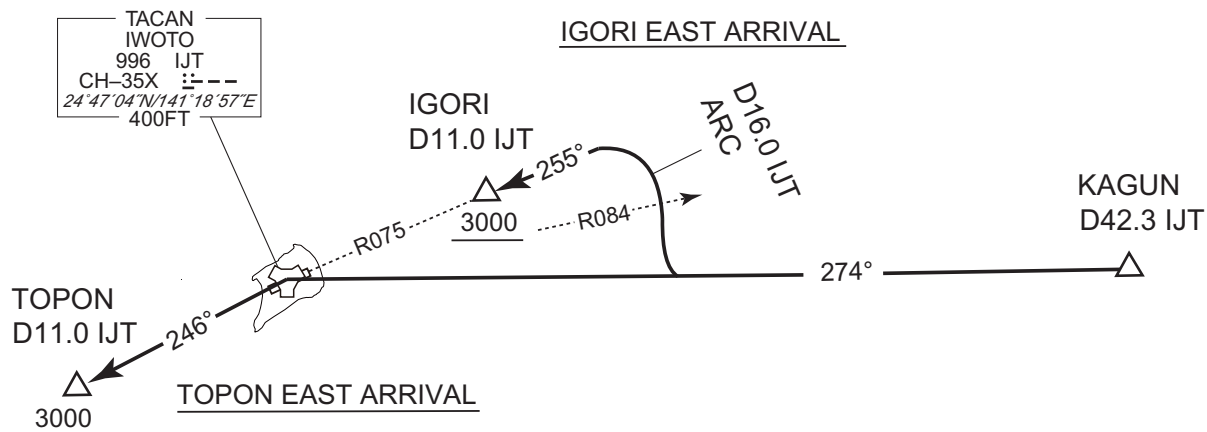 TACAN
IWOTO
996 IJT
CH–35X
24°47′04″N/141°18′57″E
400FT
IGORI EAST ARRIVAL
IGORI
D11.0 IJT
255°
D16.0 IJT
ARC
3000
R084
R075
KAGUN
D42.3 IJT
274°
TOPON
D11.0 IJT
246°
3000
TOPON EAST ARRIVAL